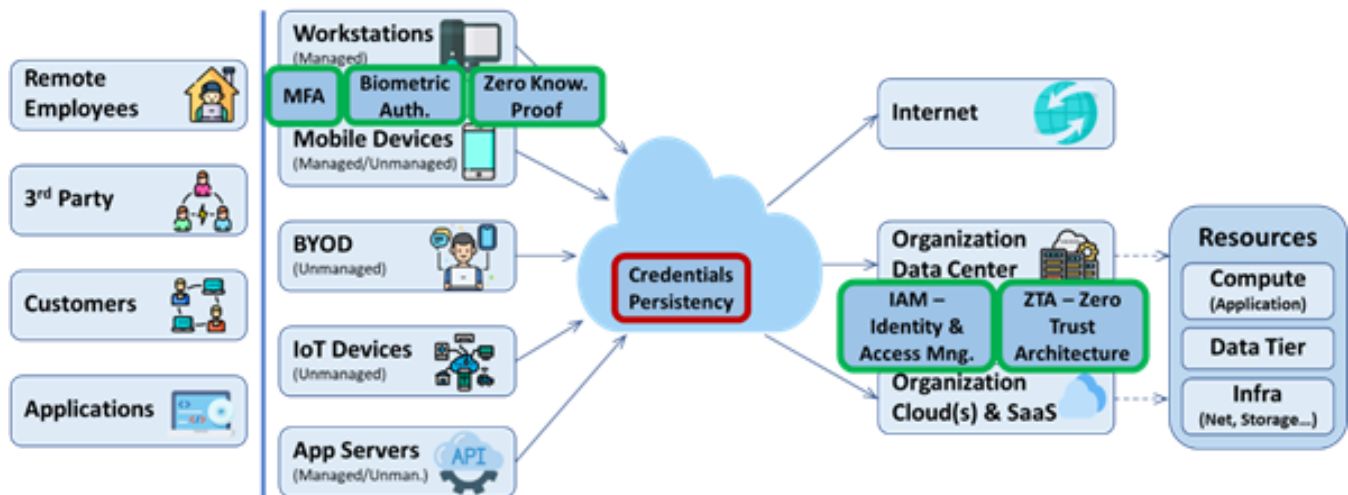 Remote
Employees
3rd Party
Customers
Applications
Workstations
(Managed)
MFA
Biometric
Auth.
Zero Know.
Proof
Mobile Devices
(Managed/Unmanaged)
BYOD
(Unmanaged)
IoT Devices
(Unmanaged)
App Servers
(Managed/Unman.)
API
Credentials
Persistency
Internet
Organization
Data Center
IAM –
Identity &
Access Mng.
ZTA – Zero
Trust
Architecture
Organization
Cloud(s) & SaaS
Resources
Compute
(Application)
Data Tier
Infra
(Net, Storage...)